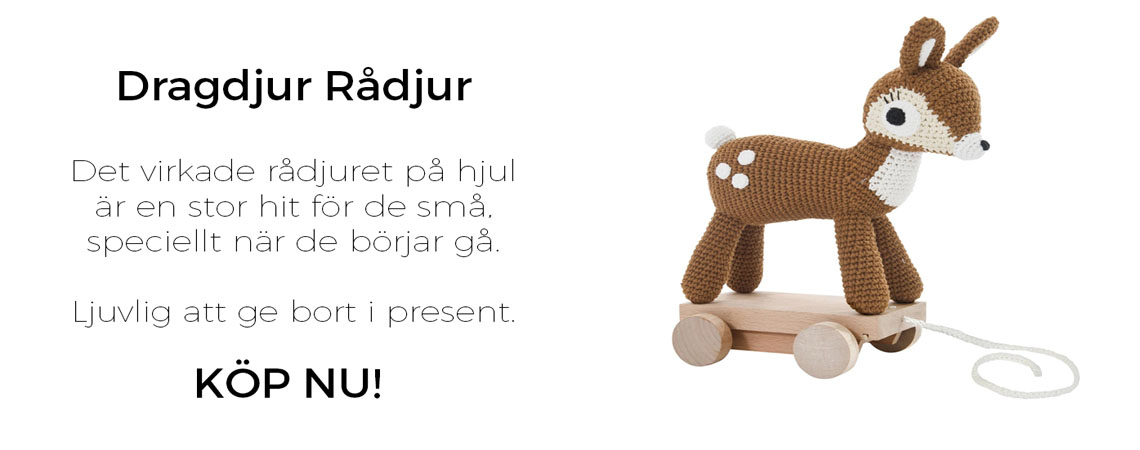 Dragdjur Rådjur
Det virkade rådjuret på hjul
är en stor hit för de små,
speciellt när de börjar gå.
Ljuvlig att ge bort i present.
KÖP NU!